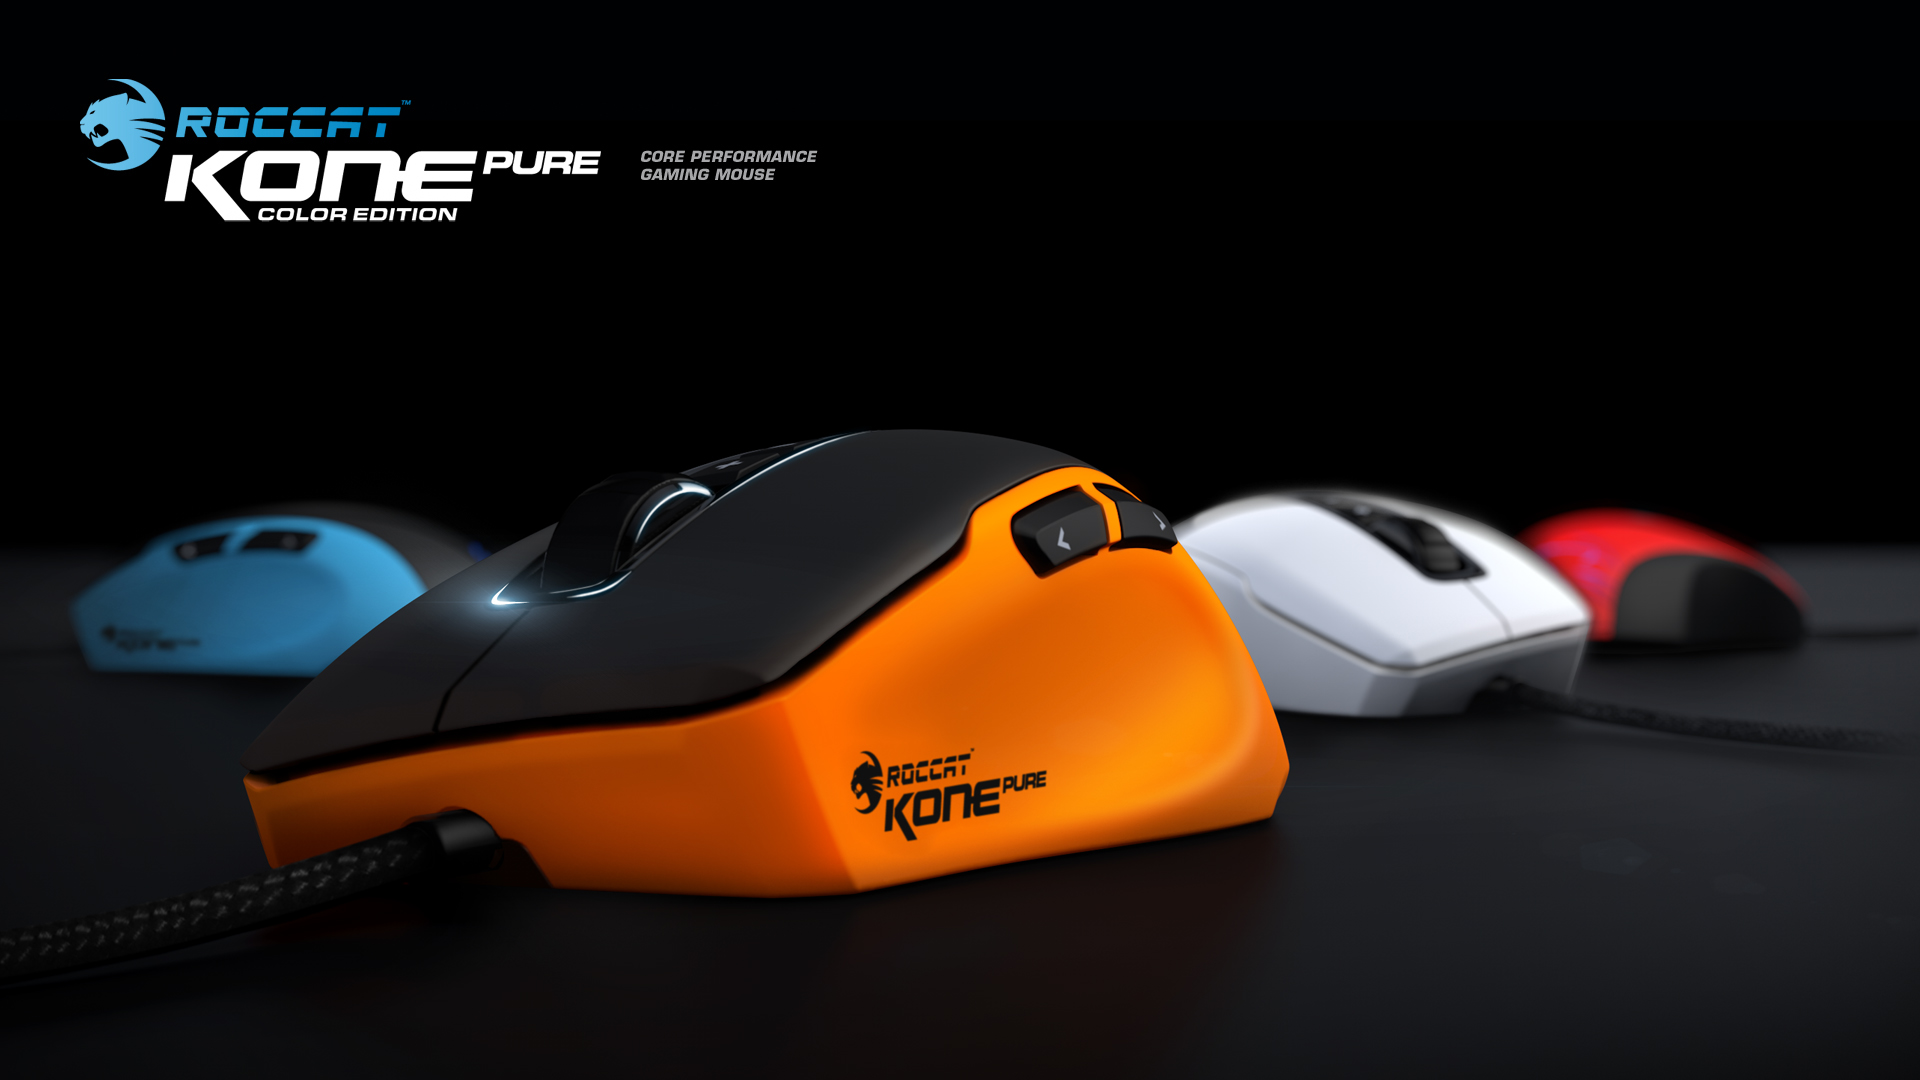 ROCCAT™
KONE PURE
COLOR EDITION
CORE PERFORMANCE
GAMING MOUSE
ROCCAT
KONE PURE